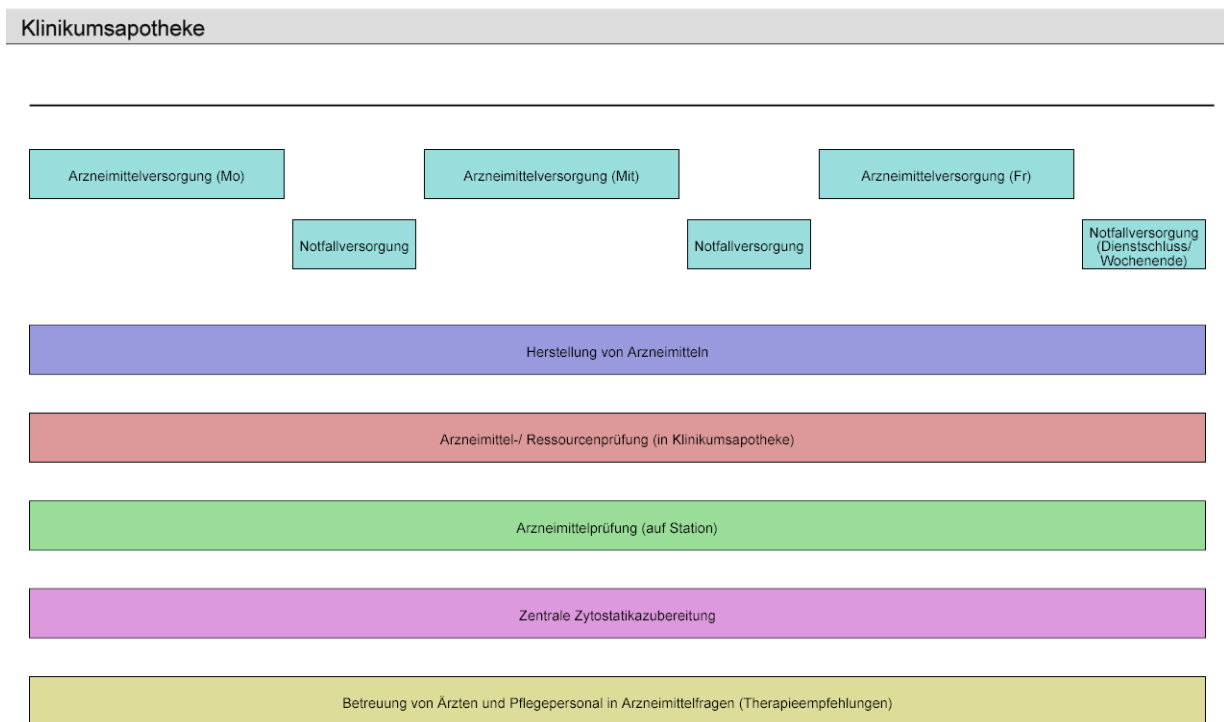 Klinikumsapotheke
Arzneimittelversorgung (Mo)
Arzneimittelversorgung (Mit)
Arzneimittelversorgung (Fr)
Notfallversorgung
Notfallversorgung
Notfallversorgung
(Dienstschluss/
Wochenende)
Herstellung von Arzneimitteln
Arzneimittel-/ Ressourcenprüfung (in Klinikumsapotheke)
Arzneimittelprüfung (auf Station)
Zentrale Zytostatikazubereitung
Betreuung von Ärzten und Pflegepersonal in Arzneimittelfragen (Therapieempfehlungen)